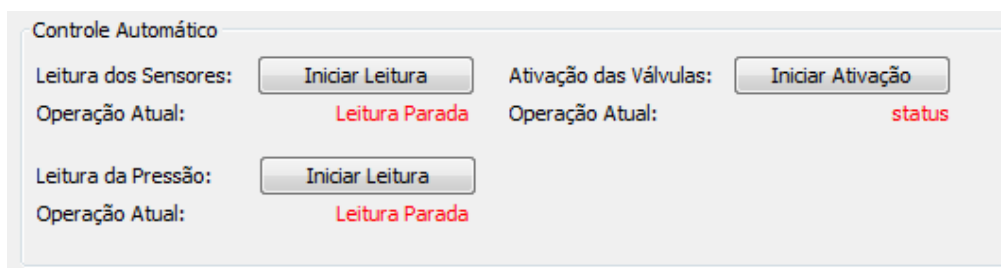 Controle Automático
Leitura dos Sensores: Iniciar Leitura Ativação das Válvulas: Iniciar Ativação
Operação Atual: Leitura Parada Operação Atual: status
Leitura da Pressão: Iniciar Leitura
Operação Atual: Leitura Parada